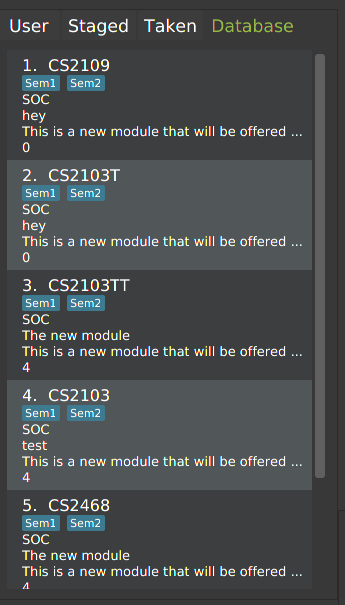 User Staged Taken Database
1. CS2109
Sem1 Sem2
SOC
hey
This is a new module that will be offered ...
0
2. CS2103T
Sem1 Sem2
SOC
hey
This is a new module that will be offered ...
0
3. CS2103TT
Sem1 Sem2
SOC
The new module
This is a new module that will be offered ...
4
4. CS2103
Sem1 Sem2
SOC
test
This is a new module that will be offered ...
4
5. CS2468
Sem1 Sem2
SOC
The new module
This is a new module that will be offered ...
4